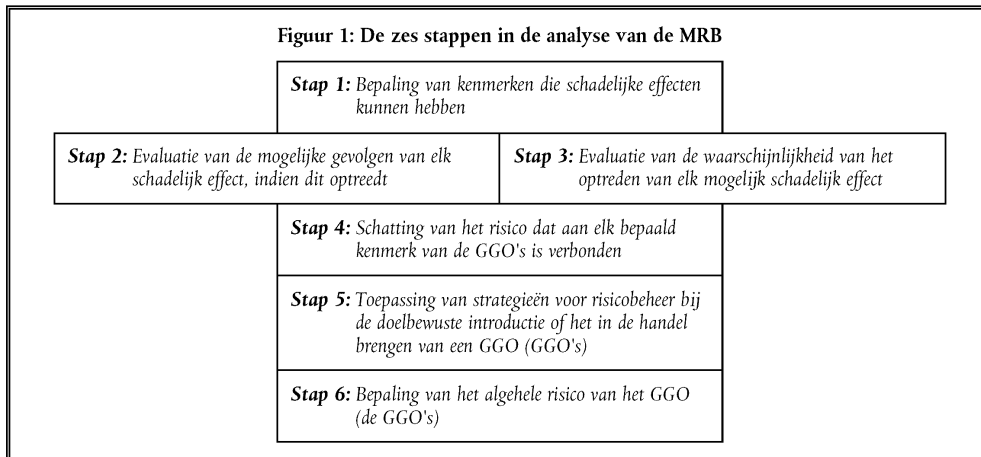 Figuur 1: De zes stappen in de analyse van de MRB
Stap 1: Bepaling van kenmerken die schadelijke effecten
kunnen hebben
Stap 2: Evaluatie van de mogelijke gevolgen van elk
schadelijk effect, indien dit optreedt
Stap 3: Evaluatie van de waarschijnlijkheid van het
optreden van elk mogelijk schadelijk effect
Stap 4: Schatting van het risico dat aan elk bepaald
kenmerk van de GGO's is verbonden
Stap 5: Toepassing van strategieën voor risicobeheer bij
de doelbewuste introductie of het in de handel
brengen van een GGO (GGO's)
Stap 6: Bepaling van het algehele risico van het GGO
(de GGO's)